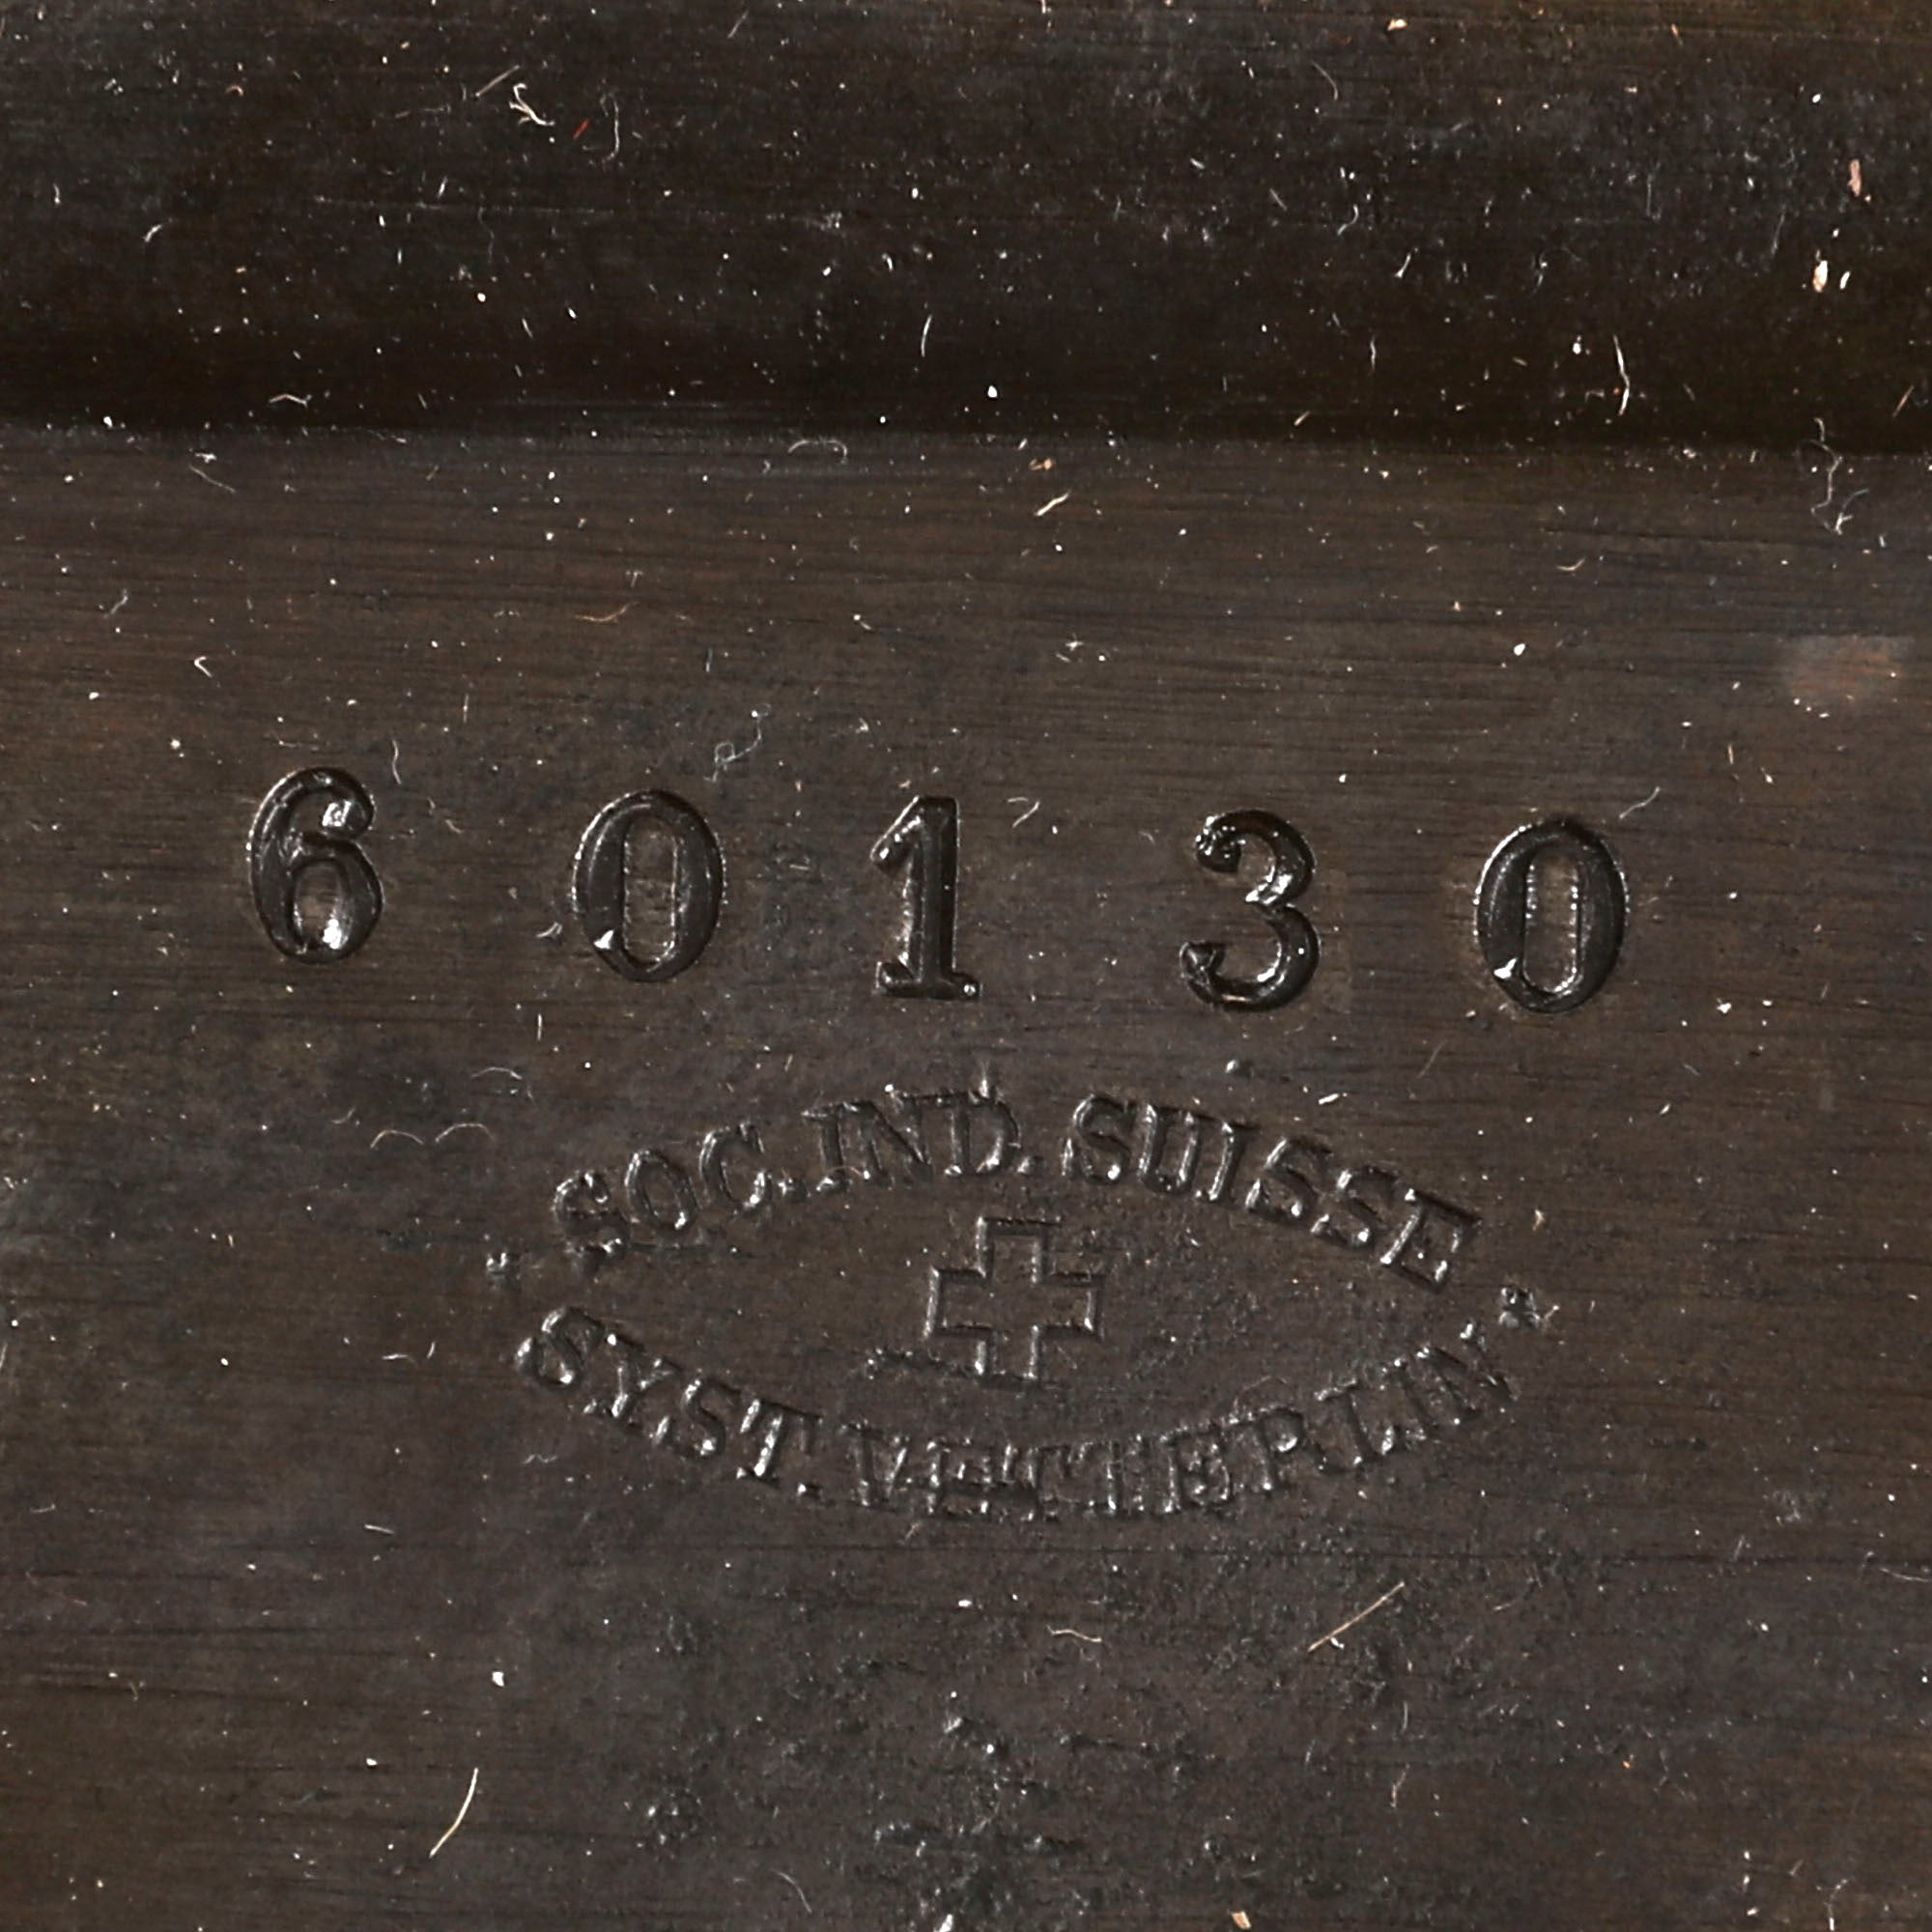 60130
SOC.IND. SUISSE
SYST. VETTERLIN